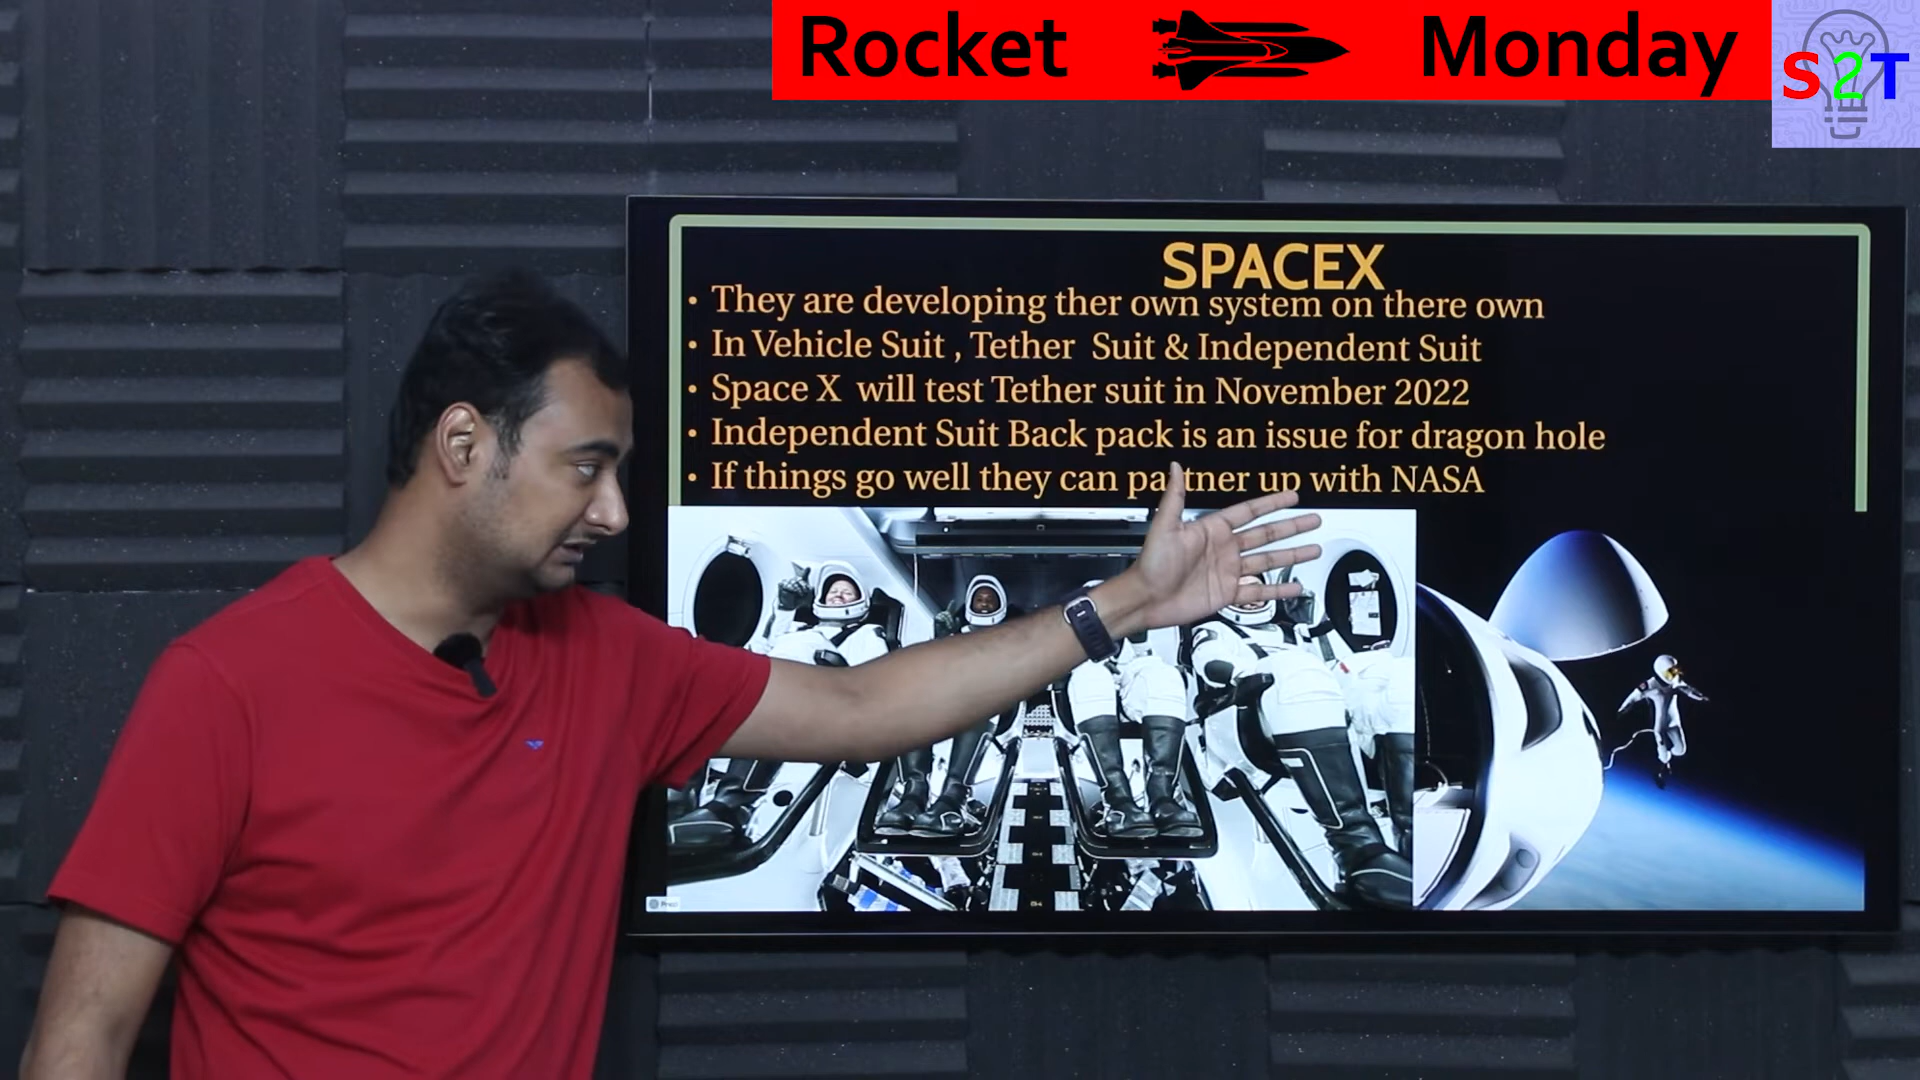 Rocket Monday
S2T
SPACEX
• They are developing ther own system on there own
• In Vehicle Suit , Tether Suit & Independent Suit
• Space X will test Tether suit in November 2022
• Independent Suit Back pack is an issue for dragon hole
• If things go well they can partner up with NASA
Prezi